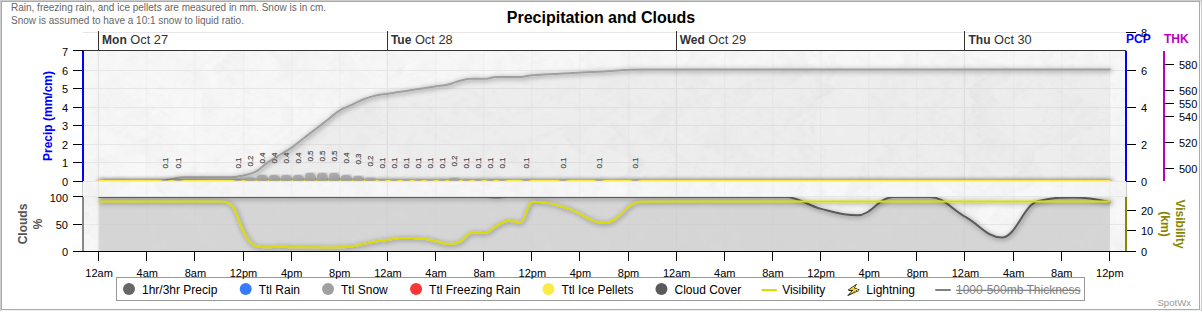 Rain, freezing rain, and ice pellets are measured in mm. Snow is in cm.
Snow is assumed to have a 10:1 snow to liquid ratio.
Precipitation and Clouds
Mon Oct 27
Tue Oct 28
Wed Oct 29
Thu Oct 30
8
PCP
THK
7
6
5
4
3
2
1
0
Precip (mm/cm)
0.1 0.1 0.1 0.2 0.4 0.4 0.4 0.4 0.5 0.5 0.5 0.4 0.3 0.2 0.1 0.1 0.1 0.1 0.1 0.1 0.2 0.1 0.1 0.1 0.1 0.1 0.1 0.1 0.1
6
4
2
0
580
560
550
540
520
500
100
50
0
Clouds
%
20
10
0
Visibility
(km)
12am 4am 8am 12pm 4pm 8pm 12am 4am 8am 12pm 4pm 8pm 12am 4am 8am 12pm 4pm 8pm 12am 4am 8am 12pm
1hr/3hr Precip Ttl Rain Ttl Snow Ttl Freezing Rain Ttl Ice Pellets Cloud Cover Visibility Lightning 1000-500mb Thickness
SpotWx